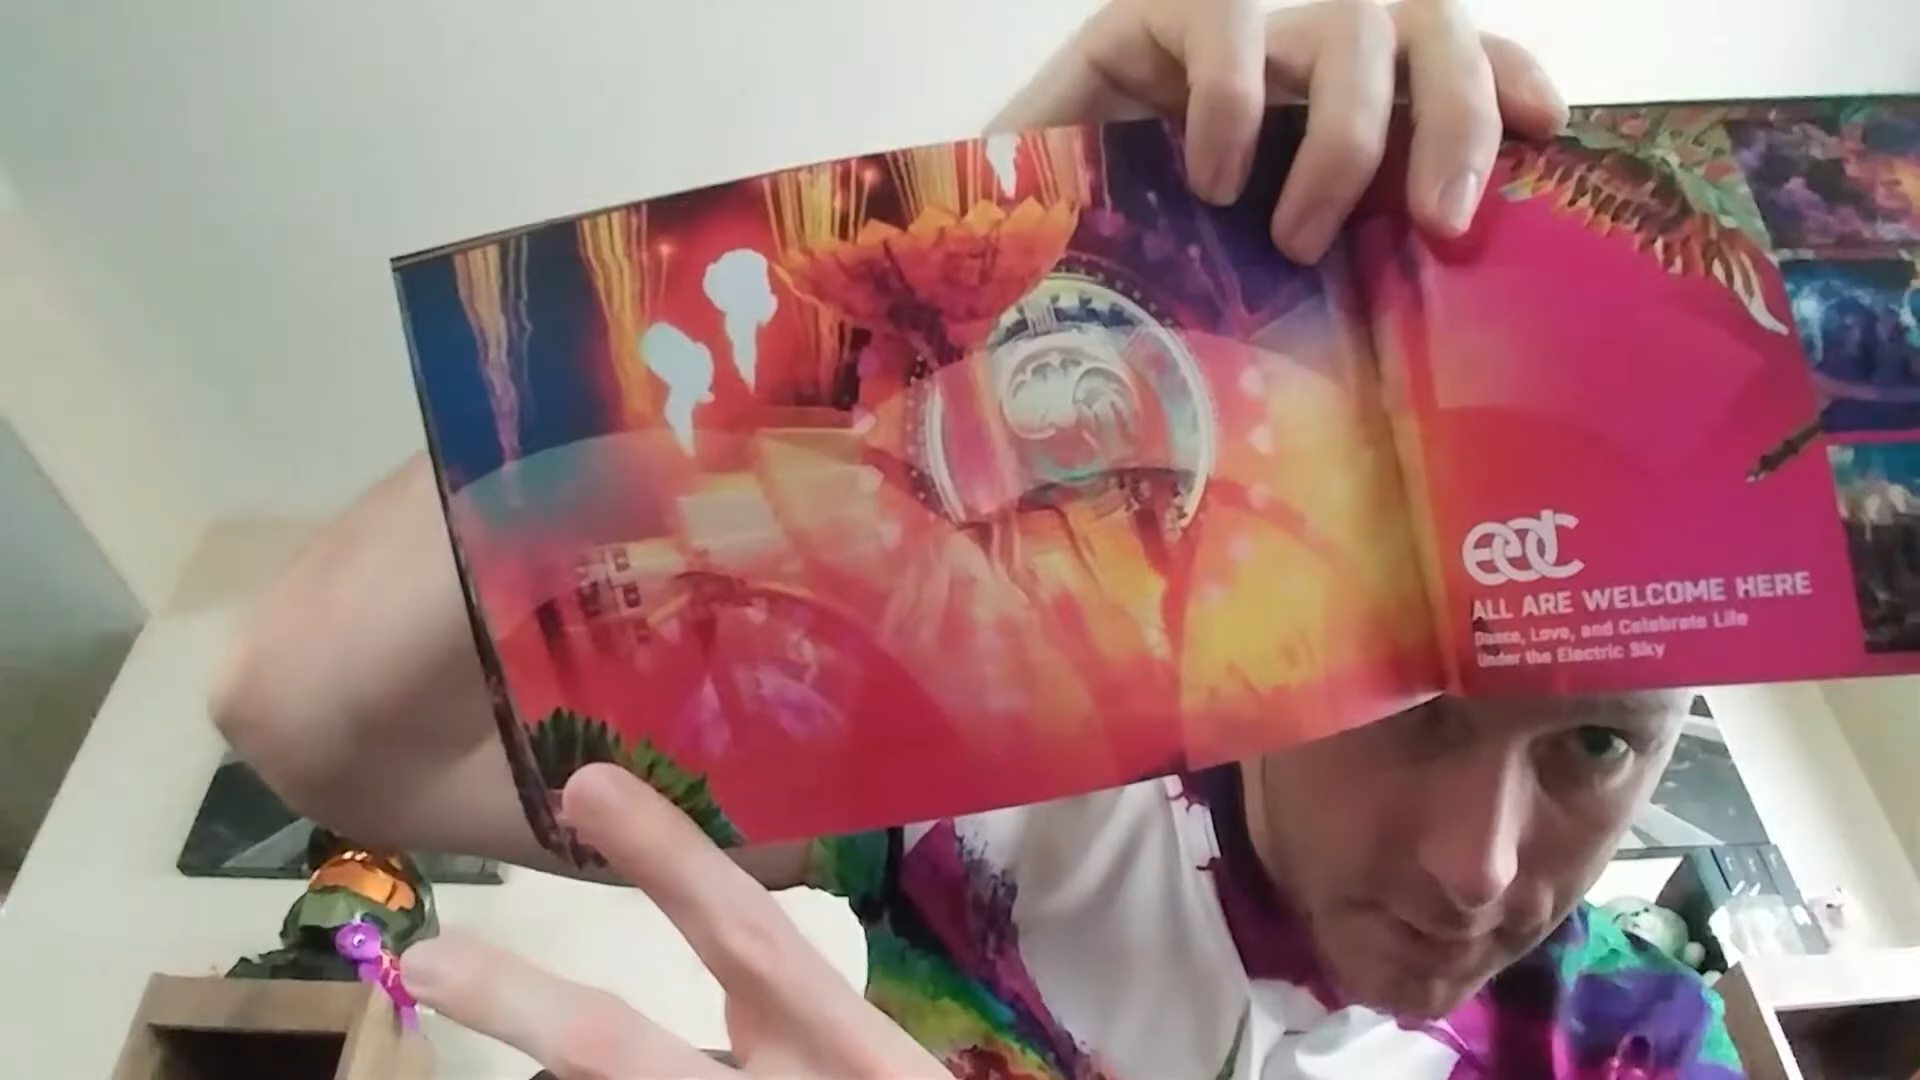 edc
ALL ARE WELCOME HERE
Dance, Love, and Celebrate Life
Under the Electric Sky